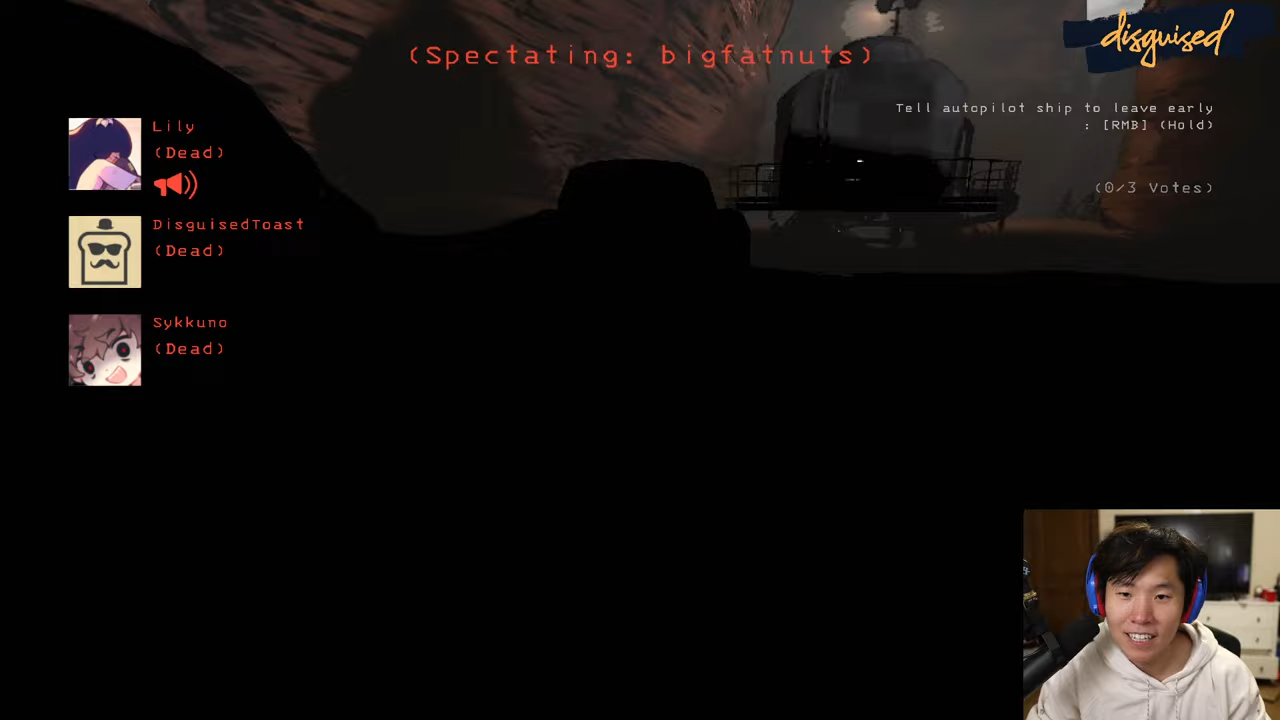 disguised
(Spectating: bigfatnuts)
Tell autopilot ship to leave early
: [RMB] (Hold)
(0/3 Votes)
Lily
(Dead)
DisguisedToast
(Dead)
Sykkuno
(Dead)